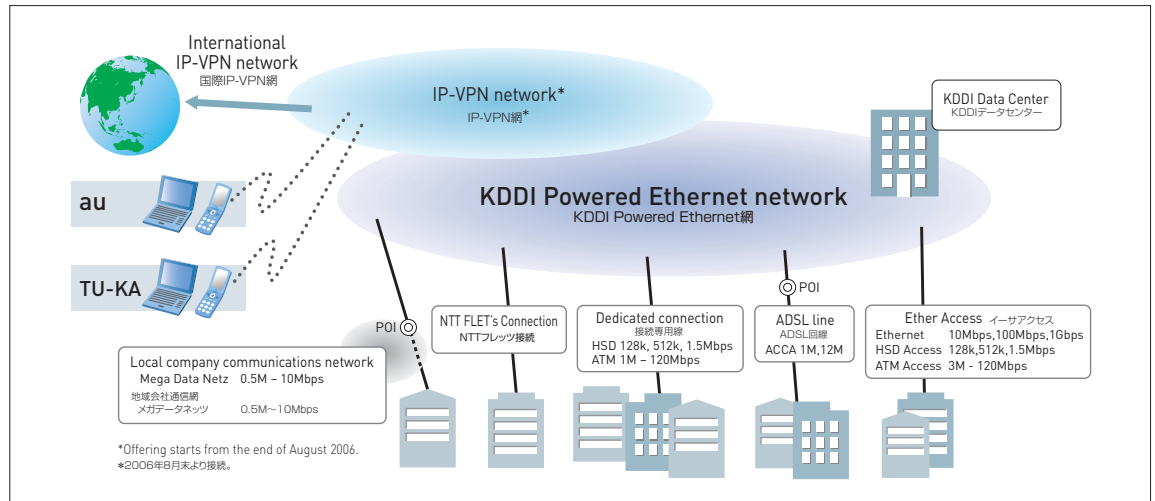 International
IP-VPN network
国際IP-VPN網
IP-VPN network*
IP-VPN網*
KDDI Data Center
KDDIデータセンター
KDDI Powered Ethernet network
KDDI Powered Ethernet網
au
TU-KA
POI
POI
Local company communications network
Mega Data Netz 0.5M – 10Mbps
地域会社通信網
メガデータネッツ 0.5M～10Mbps
NTT FLET's Connection
NTTフレッツ接続
Dedicated connection
接続専用線
HSD 128k, 512k, 1.5Mbps
ATM 1M – 120Mbps
ADSL line
ADSL回線
ACCA 1M,12M
Ether Access イーサアクセス
Ethernet 10Mbps,100Mbps,1Gbps
HSD Access 128k,512k,1.5Mbps
ATM Access 3M - 120Mbps
*Offering starts from the end of August 2006.
*2006年8月末より接続。